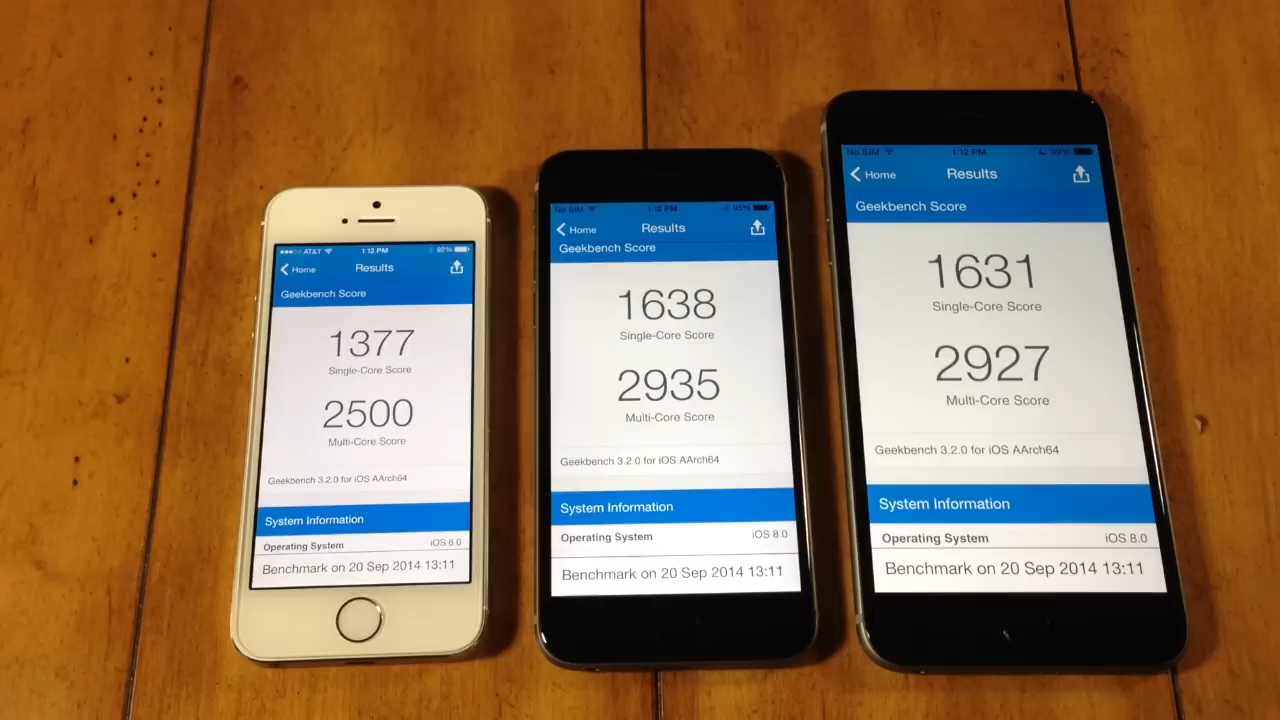 AT&T 1:12 PM 92%
Home Results
Geekbench Score
1377
Single-Core Score
2500
Multi-Core Score
Geekbench 3.2.0 for iOS AArch64
System Information
Operating System iOS 8.0
Benchmark on 20 Sep 2014 13:11
No SIM 1:12 PM 95%
Home Results
Geekbench Score
1638
Single-Core Score
2935
Multi-Core Score
Geekbench 3.2.0 for iOS AArch64
System Information
Operating System iOS 8.0
Benchmark on 20 Sep 2014 13:11
No SIM 1:12 PM 99%
Home Results
Geekbench Score
1631
Single-Core Score
2927
Multi-Core Score
Geekbench 3.2.0 for iOS AArch64
System Information
Operating System iOS 8.0
Benchmark on 20 Sep 2014 13:11